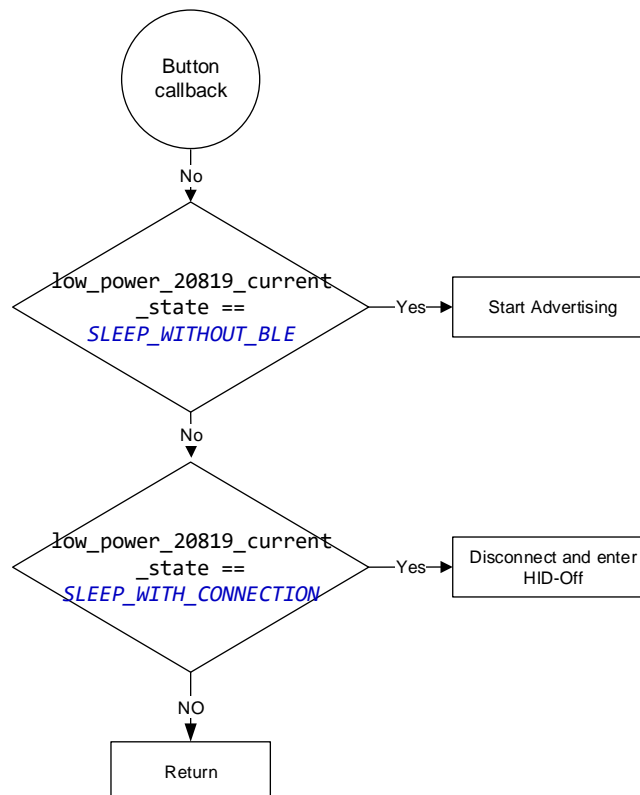 Button
callback
No
low_power_20819_current
_state ==
SLEEP_WITHOUT_BLE
Yes
Start Advertising
No
low_power_20819_current
_state ==
SLEEP_WITH_CONNECTION
Yes
Disconnect and enter
HID-Off
NO
Return